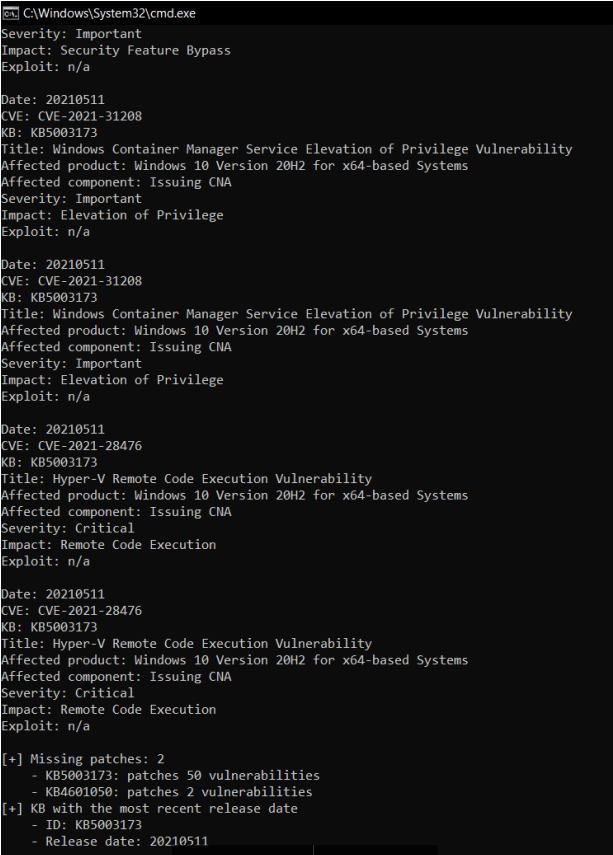 C:\Windows\System32\cmd.exe
Severity: Important
Impact: Security Feature Bypass
Exploit: n/a
Date: 20210511
CVE: CVE-2021-31208
KB: KB5003173
Title: Windows Container Manager Service Elevation of Privilege Vulnerability
Affected product: Windows 10 Version 20H2 for x64-based Systems
Affected component: Issuing CNA
Severity: Important
Impact: Elevation of Privilege
Exploit: n/a
Date: 20210511
CVE: CVE-2021-31208
KB: KB5003173
Title: Windows Container Manager Service Elevation of Privilege Vulnerability
Affected product: Windows 10 Version 20H2 for x64-based Systems
Affected component: Issuing CNA
Severity: Important
Impact: Elevation of Privilege
Exploit: n/a
Date: 20210511
CVE: CVE-2021-28476
KB: KB5003173
Title: Hyper-V Remote Code Execution Vulnerability
Affected product: Windows 10 Version 20H2 for x64-based Systems
Affected component: Issuing CNA
Severity: Critical
Impact: Remote Code Execution
Exploit: n/a
Date: 20210511
CVE: CVE-2021-28476
KB: KB5003173
Title: Hyper-V Remote Code Execution Vulnerability
Affected product: Windows 10 Version 20H2 for x64-based Systems
Affected component: Issuing CNA
Severity: Critical
Impact: Remote Code Execution
Exploit: n/a
[+] Missing patches: 2
- KB5003173: patches 50 vulnerabilities
- KB4601050: patches 2 vulnerabilities
[+] KB with the most recent release date
- ID: KB5003173
- Release date: 20210511